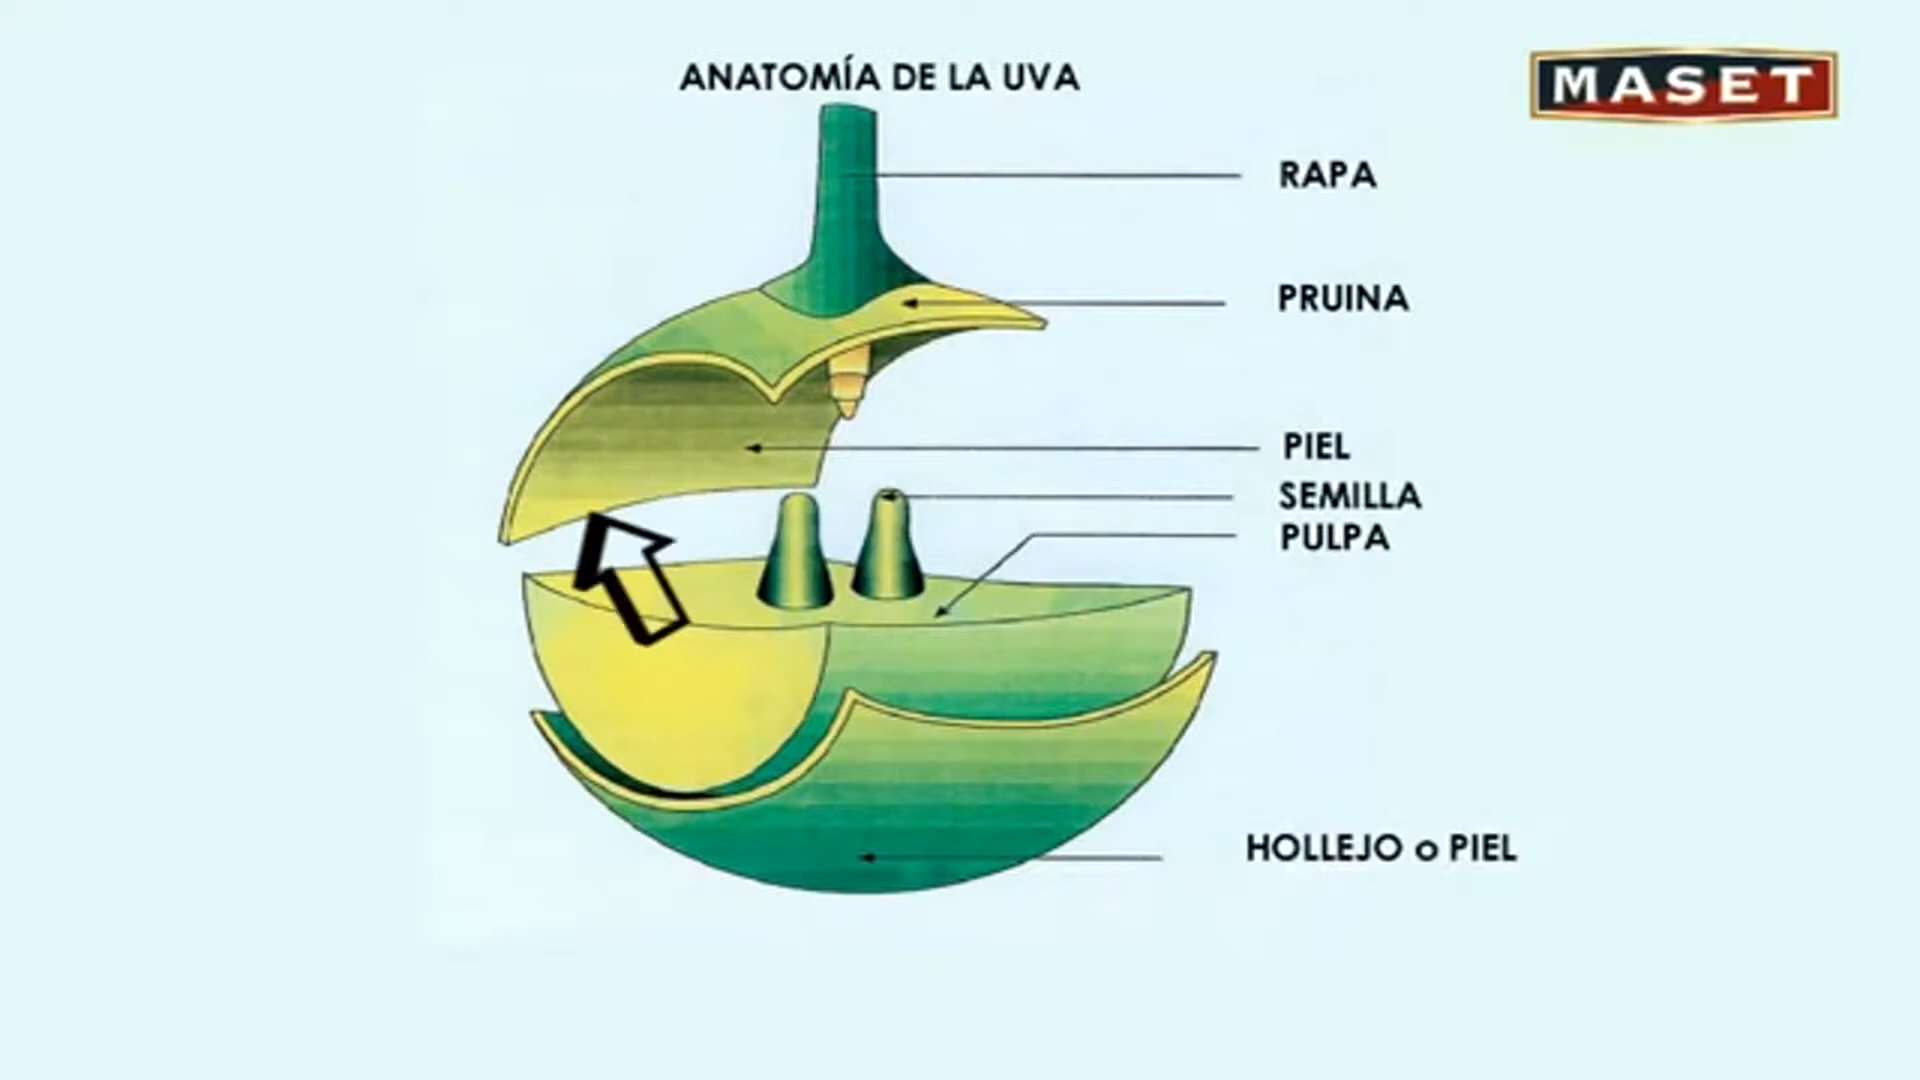 ANATOMÍA DE LA UVA
MASET
RAPA
PRUINA
PIEL
SEMILLA
PULPA
HOLLEJO o PIEL